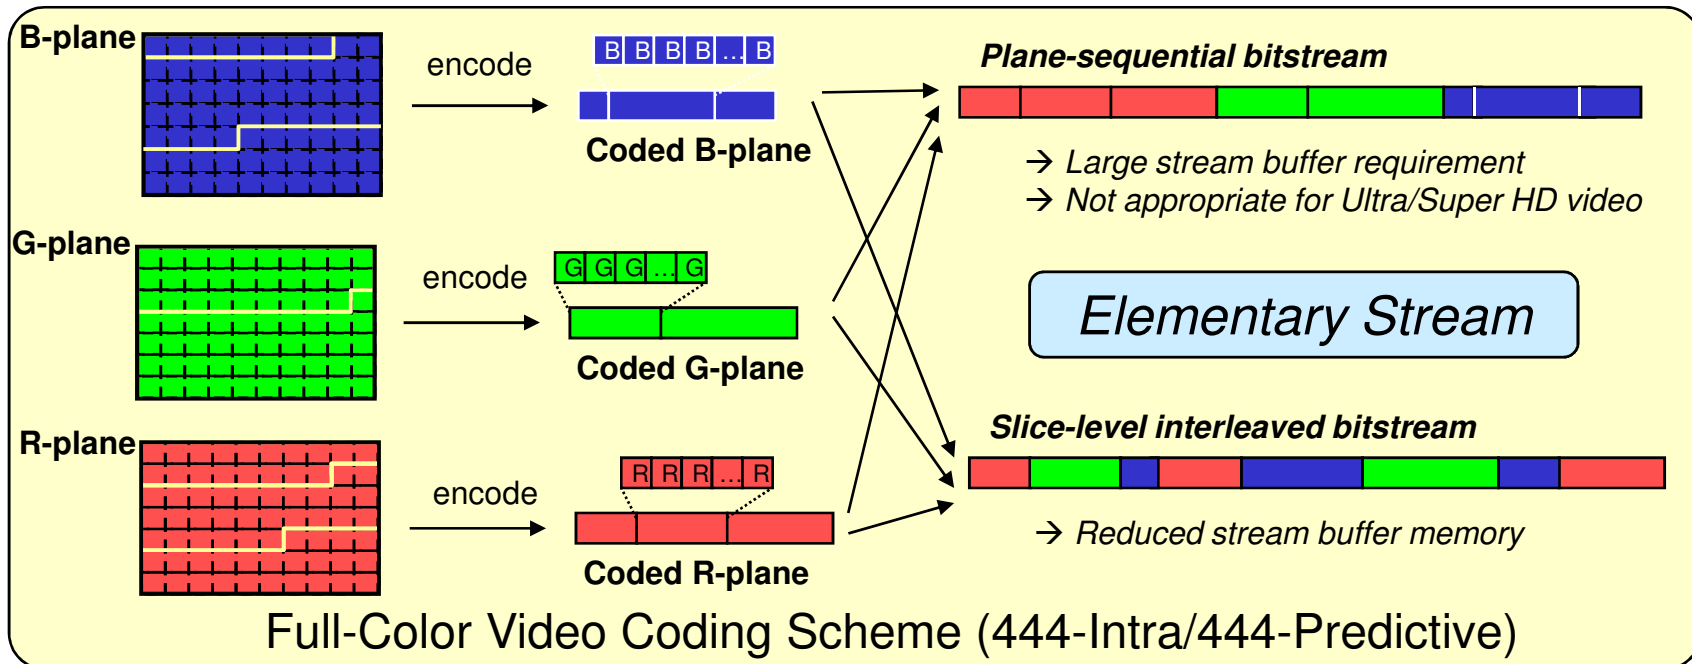 B-plane
encode
B B B B ... B
Coded B-plane
G-plane
encode
G G G ... G
Coded G-plane
R-plane
encode
R R R ... R
Coded R-plane
Plane-sequential bitstream
→ Large stream buffer requirement
→ Not appropriate for Ultra/Super HD video
Elementary Stream
Slice-level interleaved bitstream
→ Reduced stream buffer memory
Full-Color Video Coding Scheme (444-Intra/444-Predictive)